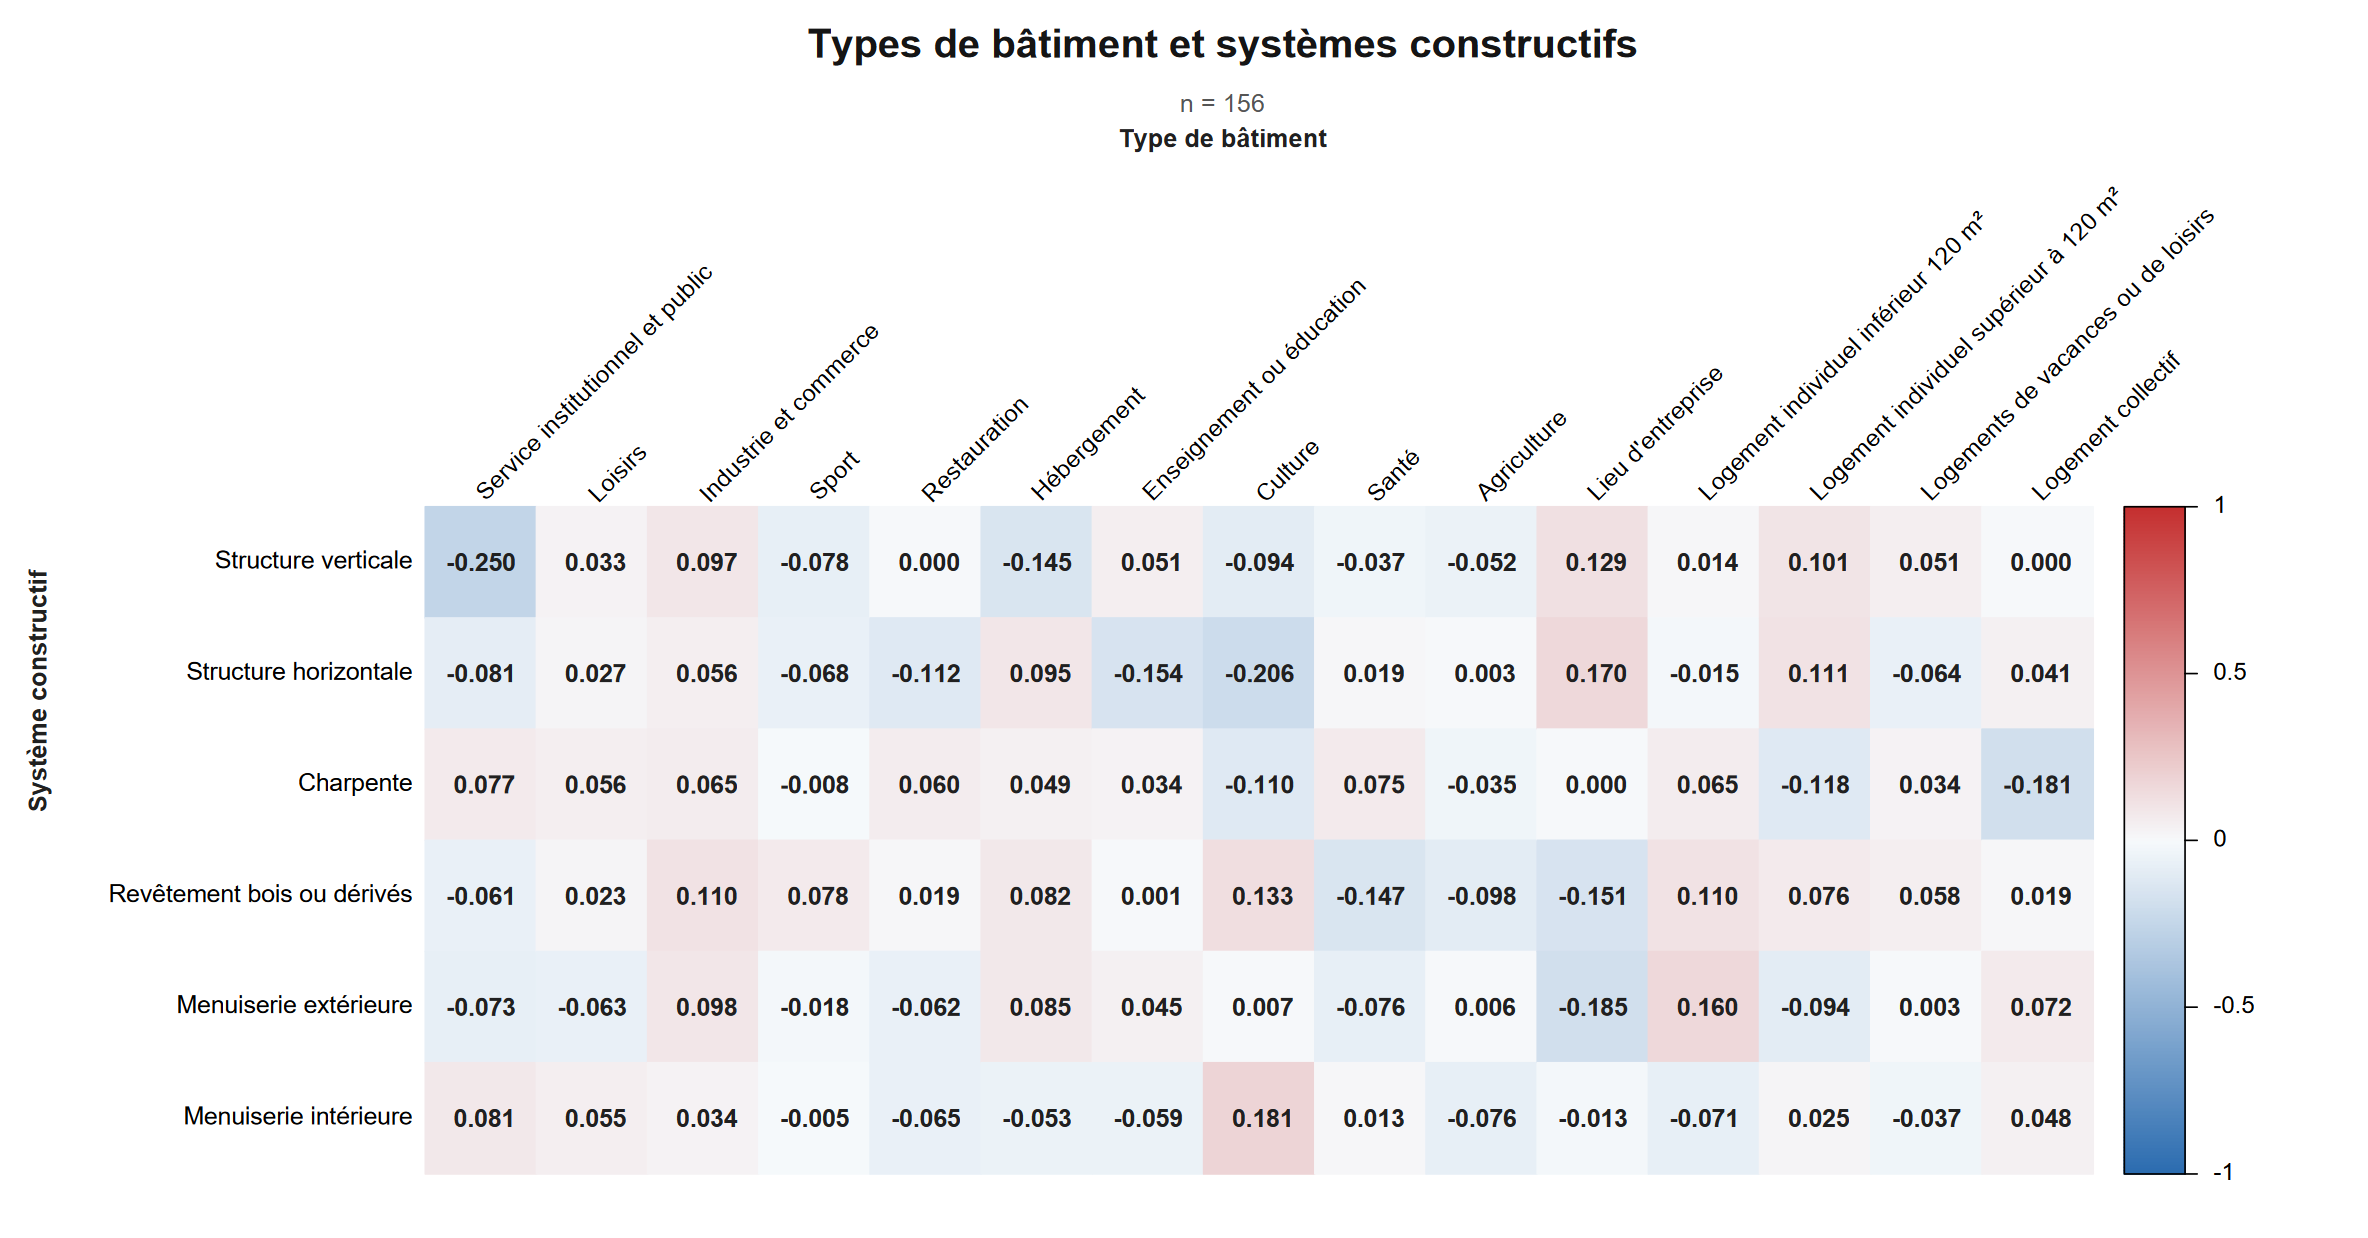 Types de bâtiment et systèmes constructifs
n = 156
Type de bâtiment
Service institutionnel et public
Loisirs
Industrie et commerce
Sport
Restauration
Hébergement
Enseignement ou éducation
Culture
Santé
Agriculture
Lieu d'entreprise
Logement individuel inférieur 120 m²
Logement individuel supérieur à 120 m²
Logements de vacances ou de loisirs
Logement collectif
Système constructif
Structure verticale -0.250 0.033 0.097 -0.078 0.000 -0.145 0.051 -0.094 -0.037 -0.052 0.129 0.014 0.101 0.051 0.000
Structure horizontale -0.081 0.027 0.056 -0.068 -0.112 0.095 -0.154 -0.206 0.019 0.003 0.170 -0.015 0.111 -0.064 0.041
Charpente 0.077 0.056 0.065 -0.008 0.060 0.049 0.034 -0.110 0.075 -0.035 0.000 0.065 -0.118 0.034 -0.181
Revêtement bois ou dérivés -0.061 0.023 0.110 0.078 0.019 0.082 0.001 0.133 -0.147 -0.098 -0.151 0.110 0.076 0.058 0.019
Menuiserie extérieure -0.073 -0.063 0.098 -0.018 -0.062 0.085 0.045 0.007 -0.076 0.006 -0.185 0.160 -0.094 0.003 0.072
Menuiserie intérieure 0.081 0.055 0.034 -0.005 -0.065 -0.053 -0.059 0.181 0.013 -0.076 -0.013 -0.071 0.025 -0.037 0.048
1
0.5
0
-0.5
-1